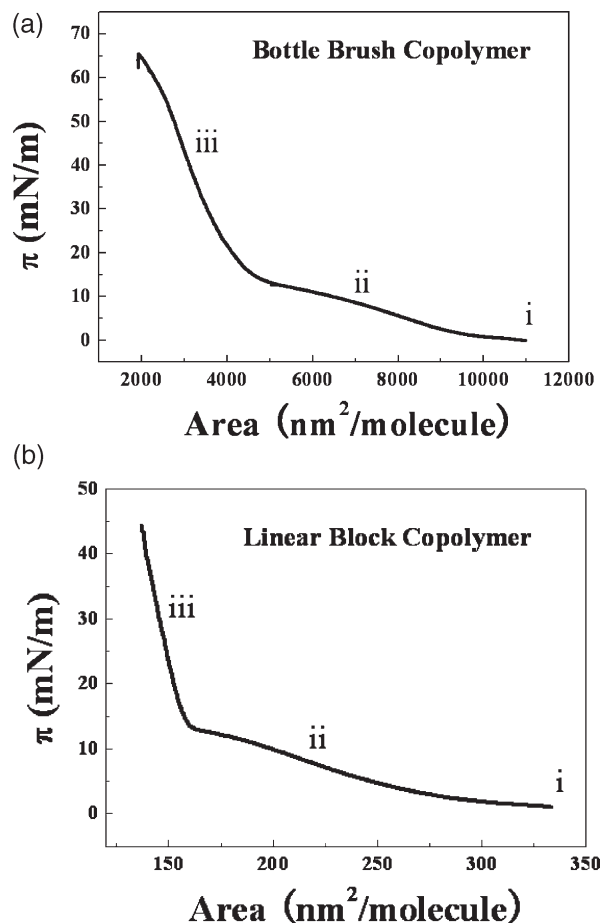 (a)
Bottle Brush Copolymer
70
60
50
40
30
20
10
0
π (mN/m)
iii
ii
i
2000 4000 6000 8000 10000 12000
Area (nm²/molecule)
(b)
Linear Block Copolymer
50
40
30
20
10
0
π (mN/m)
iii
ii
i
150 200 250 300 350
Area (nm²/molecule)